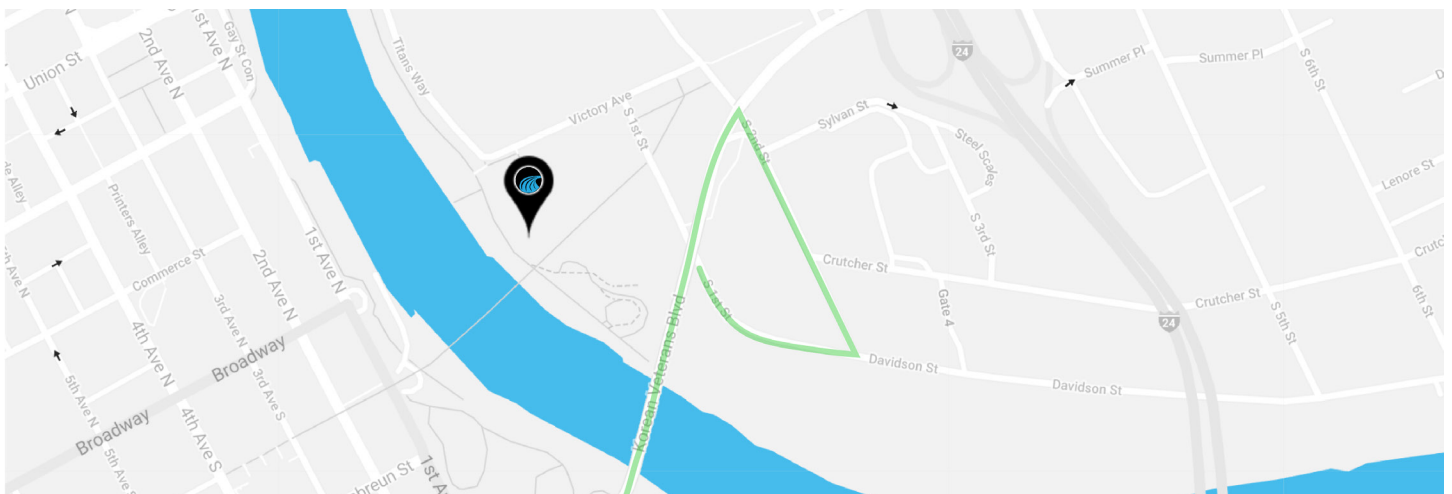 Union St
2nd Ave N
Gay St Con
1st Ave N
Titans Way
Victory Ave
S 1st St
S 2nd St
Sylvan St
Steel Scales
24
Summer Pl
Summer Pl
S 6th St
Lenore St
Printers Alley
Commerce St
1st Ave N
2nd Ave N
3rd Ave N
4th Ave N
5th Ave N
Broadway
Broadway
3rd Ave S
4th Ave S
5th Ave S
S 3rd St
Crutcher St
Gate 4
Crutcher St
24
S 5th St
6th St
S 1st St
Korean Veterans Blvd
Davidson St
Davidson St